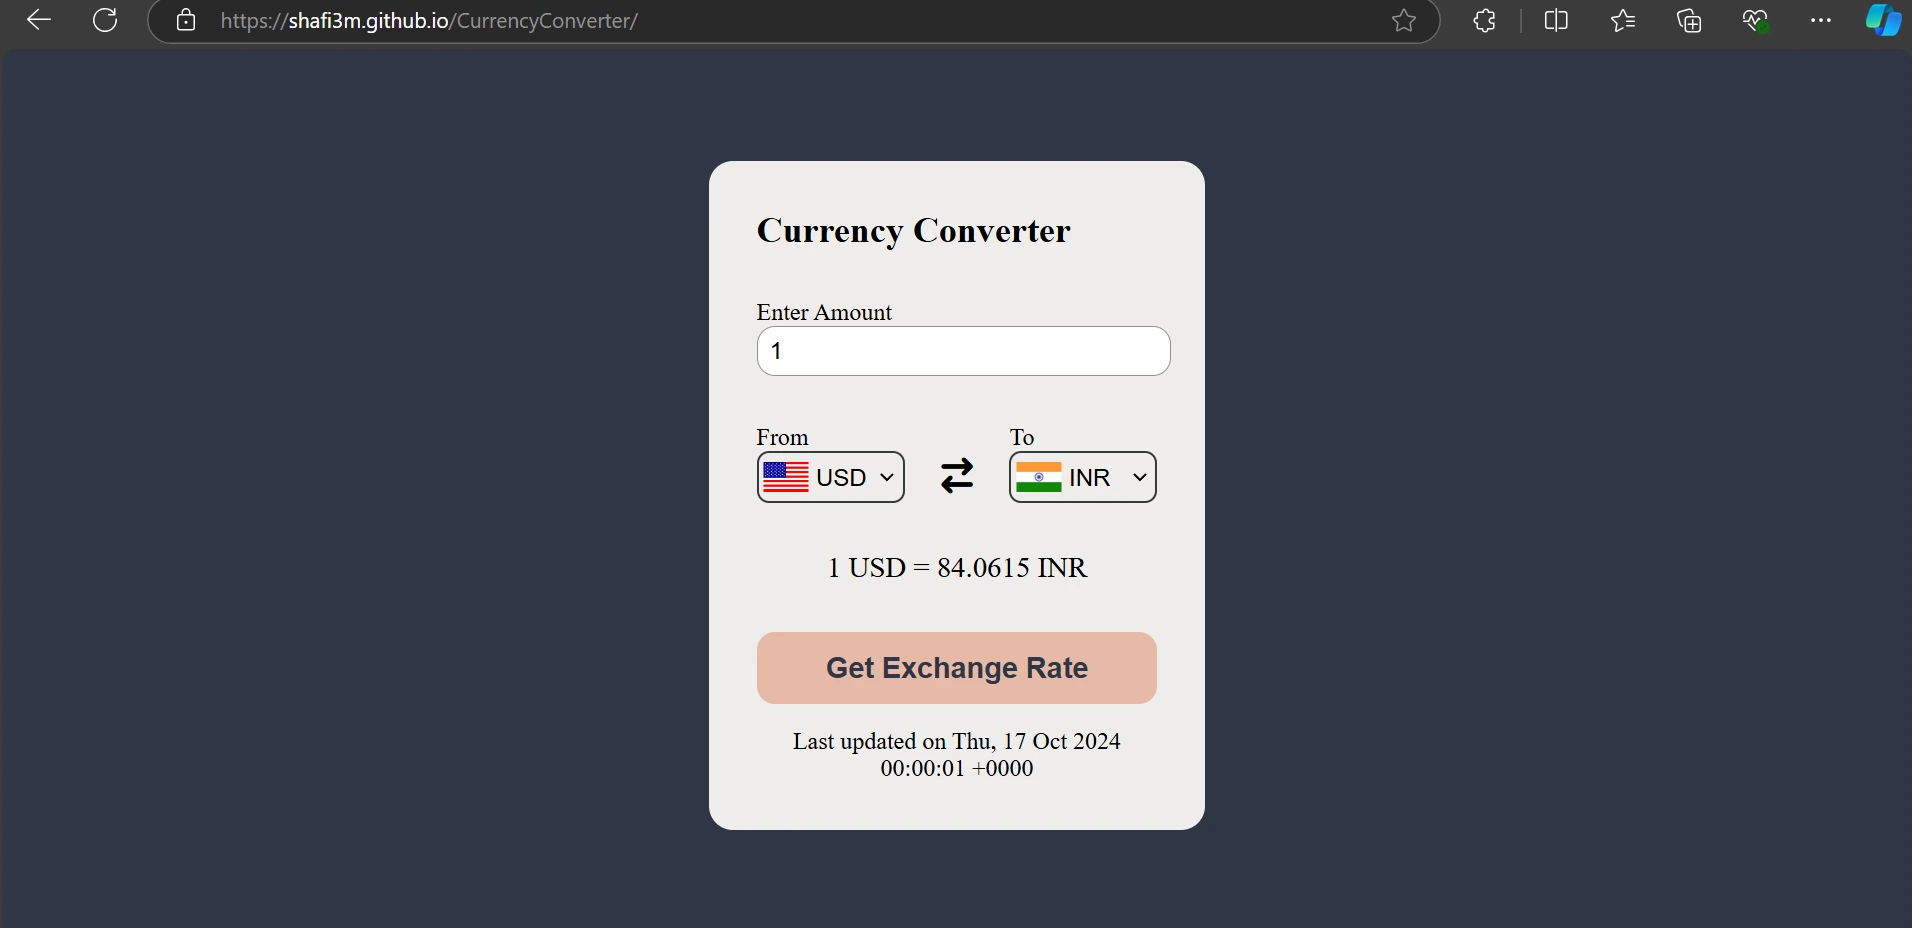 https://shafi3m.github.io/CurrencyConverter/
Currency Converter
Enter Amount
1
From
To
USD
INR
1 USD = 84.0615 INR
Get Exchange Rate
Last updated on Thu, 17 Oct 2024
00:00:01 +0000